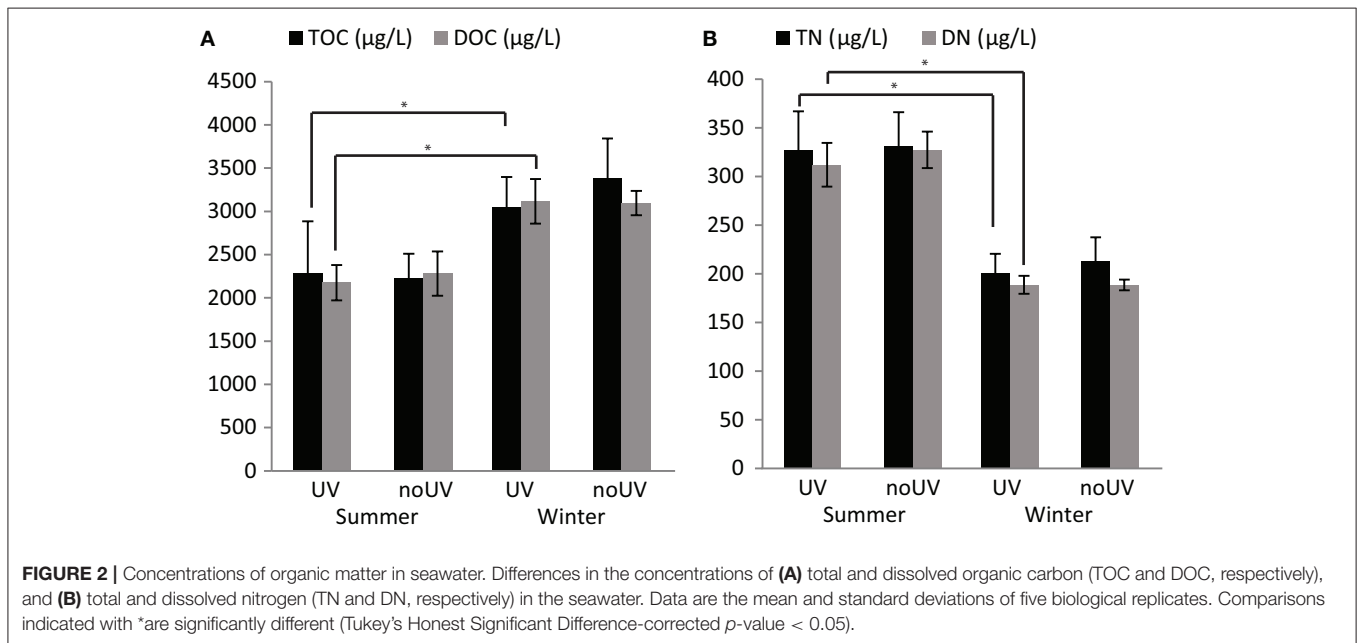 A
■ TOC (µg/L) ■ DOC (µg/L)
4500
4000
3500
3000
2500
2000
1500
1000
500
0
*
*
UV noUV UV noUV
Summer Winter
B
■ TN (µg/L) ■ DN (µg/L)
400
350
300
250
200
150
100
50
0
*
*
UV noUV UV noUV
Summer Winter
FIGURE 2 | Concentrations of organic matter in seawater. Differences in the concentrations of (A) total and dissolved organic carbon (TOC and DOC, respectively),
and (B) total and dissolved nitrogen (TN and DN, respectively) in the seawater. Data are the mean and standard deviations of five biological replicates. Comparisons
indicated with *are significantly different (Tukey's Honest Significant Difference-corrected p-value < 0.05).